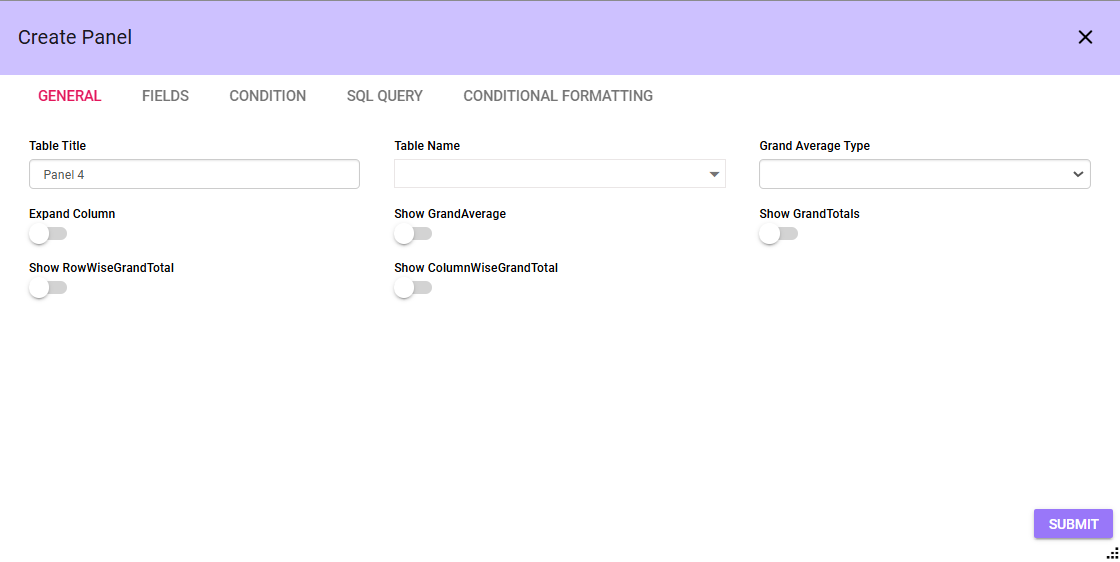 Create Panel
GENERAL FIELDS CONDITION SQL QUERY CONDITIONAL FORMATTING
Table Title Table Name Grand Average Type
Panel 4
Expand Column Show GrandAverage Show GrandTotals
Show RowWiseGrandTotal Show ColumnWiseGrandTotal
SUBMIT